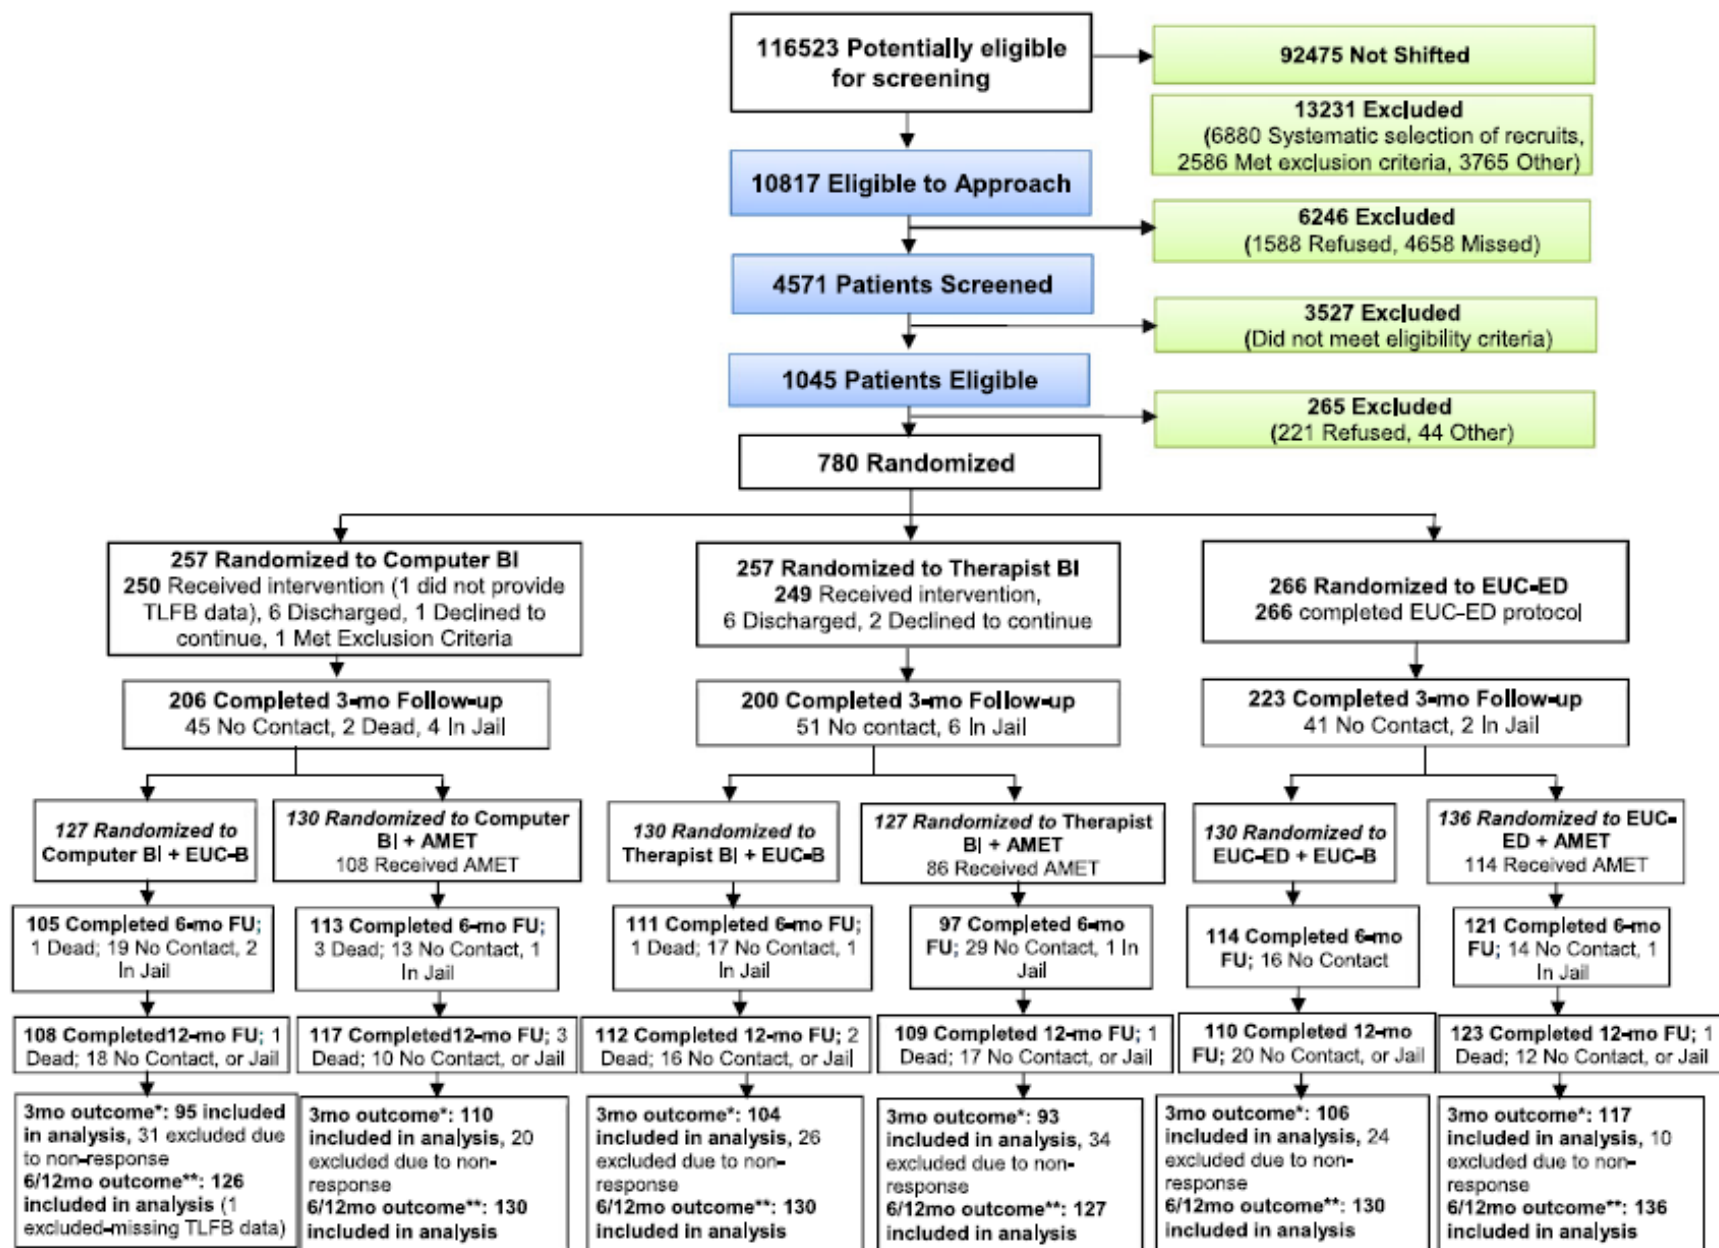 116523 Potentially eligible
for screening
92475 Not Shifted
13231 Excluded
(6880 Systematic selection of recruits,
2586 Met exclusion criteria, 3765 Other)
10817 Eligible to Approach
6246 Excluded
(1588 Refused, 4658 Missed)
4571 Patients Screened
3527 Excluded
(Did not meet eligibility criteria)
1045 Patients Eligible
265 Excluded
(221 Refused, 44 Other)
780 Randomized
257 Randomized to Computer BI
250 Received intervention (1 did not provide
TLFB data), 6 Discharged, 1 Declined to
continue, 1 Met Exclusion Criteria
257 Randomized to Therapist BI
249 Received intervention,
6 Discharged, 2 Declined to continue
266 Randomized to EUC-ED
266 completed EUC-ED protocol
206 Completed 3-mo Follow-up
45 No Contact, 2 Dead, 4 In Jail
200 Completed 3-mo Follow-up
51 No contact, 6 In Jail
223 Completed 3-mo Follow-up
41 No Contact, 2 In Jail
127 Randomized to
Computer BI + EUC-B
130 Randomized to Computer
BI + AMET
108 Received AMET
130 Randomized to
Therapist BI + EUC-B
127 Randomized to Therapist
BI + AMET
86 Received AMET
130 Randomized to
EUC-ED + EUC-B
136 Randomized to EUC-
ED + AMET
114 Received AMET
105 Completed 6-mo FU;
1 Dead; 19 No Contact, 2
In Jail
113 Completed 6-mo FU;
3 Dead; 13 No Contact, 1
In Jail
111 Completed 6-mo FU;
1 Dead; 17 No Contact, 1
In Jail
97 Completed 6-mo
FU; 29 No Contact, 1 In
Jail
114 Completed 6-mo
FU; 16 No Contact
121 Completed 6-mo
FU; 14 No Contact, 1
In Jail
108 Completed12-mo FU; 1
Dead; 18 No Contact, or Jail
117 Completed12-mo FU; 3
Dead; 10 No Contact, or Jail
112 Completed 12-mo FU; 2
Dead; 16 No Contact, or Jail
109 Completed 12-mo FU; 1
Dead; 17 No Contact, or Jail
110 Completed 12-mo
FU; 20 No Contact, or Jail
123 Completed 12-mo FU; 1
Dead; 12 No Contact, or Jail
3mo outcome*: 95 included
in analysis, 31 excluded due
to non-response
6/12mo outcome**: 126
included in analysis (1
excluded-missing TLFB data)
3mo outcome*: 110
included in analysis, 20
excluded due to non-
response
6/12mo outcome**: 130
included in analysis
3mo outcome*: 104
included in analysis, 26
excluded due to non-
response
6/12mo outcome**: 130
included in analysis
3mo outcome*: 93
included in analysis, 34
excluded due to non-
response
6/12mo outcome**: 127
included in analysis
3mo outcome*: 106
included in analysis, 24
excluded due to non-
response
6/12mo outcome**: 130
included in analysis
3mo outcome*: 117
included in analysis, 10
excluded due to non-
response
6/12mo outcome**: 136
included in analysis